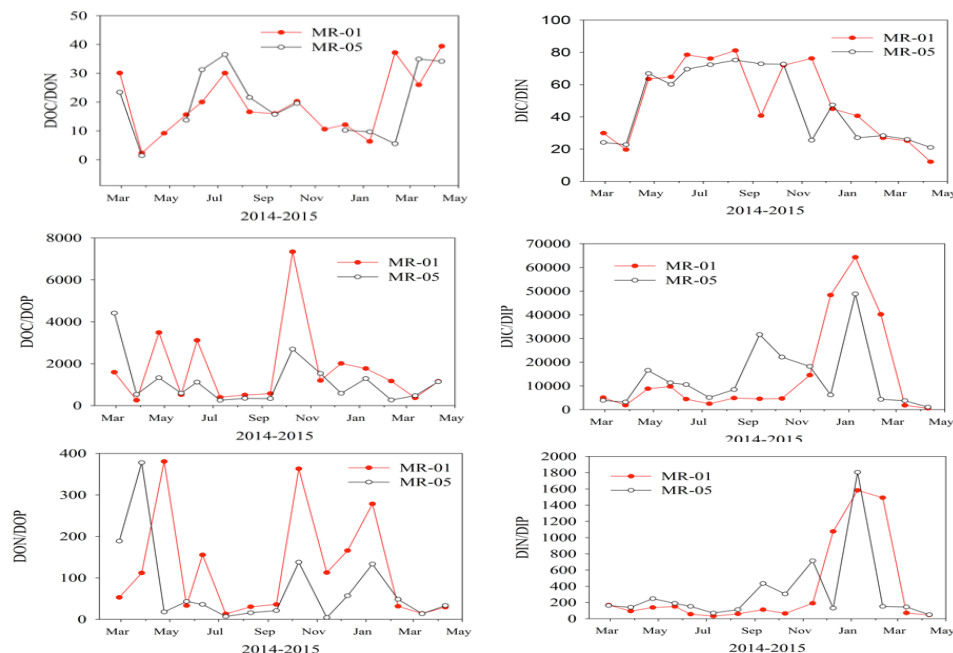 50
40
30
20
10
0
DOC/DON
MR-01
MR-05
Mar May Jul Sep Nov Jan Mar May
2014-2015
100
80
60
40
20
0
DIC/DIN
MR-01
MR-05
Mar May Jul Sep Nov Jan Mar May
2014-2015
8000
6000
4000
2000
0
DOC/DOP
MR-01
MR-05
Mar May Jul Sep Nov Jan Mar May
2014-2015
70000
60000
50000
40000
30000
20000
10000
0
DIC/DIP
MR-01
MR-05
Mar May Jul Sep Nov Jan Mar May
2014-2015
400
300
200
100
0
DON/DOP
MR-01
MR-05
Mar May Jul Sep Nov Jan Mar May
2014-2015
2000
1800
1600
1400
1200
1000
800
600
400
200
0
DIN/DIP
MR-01
MR-05
Mar May Jul Sep Nov Jan Mar May
2014-2015